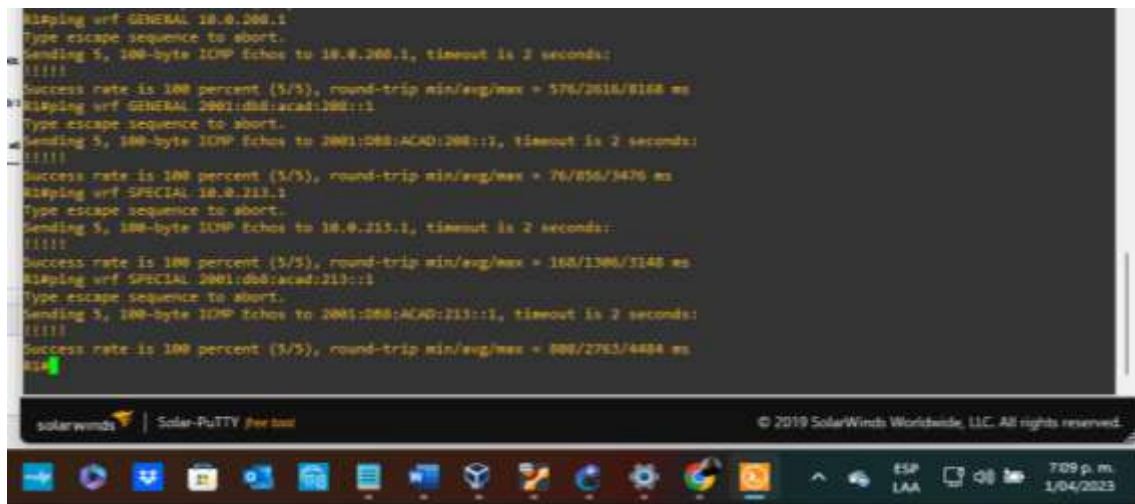 R1#ping vrf GENERAL 10.0.208.1
Type escape sequence to abort.
Sending 5, 100-byte ICMP Echos to 10.0.208.1, timeout is 2 seconds:
!!!!!
Success rate is 100 percent (5/5), round-trip min/avg/max = 576/2616/8168 ms
R1#ping vrf GENERAL 2001:db8:acad:208::1
Type escape sequence to abort.
Sending 5, 100-byte ICMP Echos to 2001:DB8:ACAD:208::1, timeout is 2 seconds:
!!!!!
Success rate is 100 percent (5/5), round-trip min/avg/max = 76/856/3476 ms
R1#ping vrf SPECIAL 10.0.213.1
Type escape sequence to abort.
Sending 5, 100-byte ICMP Echos to 10.0.213.1, timeout is 2 seconds:
!!!!!
Success rate is 100 percent (5/5), round-trip min/avg/max = 168/1306/3148 ms
R1#ping vrf SPECIAL 2001:db8:acad:213::1
Type escape sequence to abort.
Sending 5, 100-byte ICMP Echos to 2001:DB8:ACAD:213::1, timeout is 2 seconds:
!!!!!
Success rate is 100 percent (5/5), round-trip min/avg/max = 808/2763/4484 ms
R1#
solarwinds | Solar-PuTTY free tool © 2019 SolarWinds Worldwide, LLC. All rights reserved.
ESP
LAA
7:09 p. m.
1/04/2023